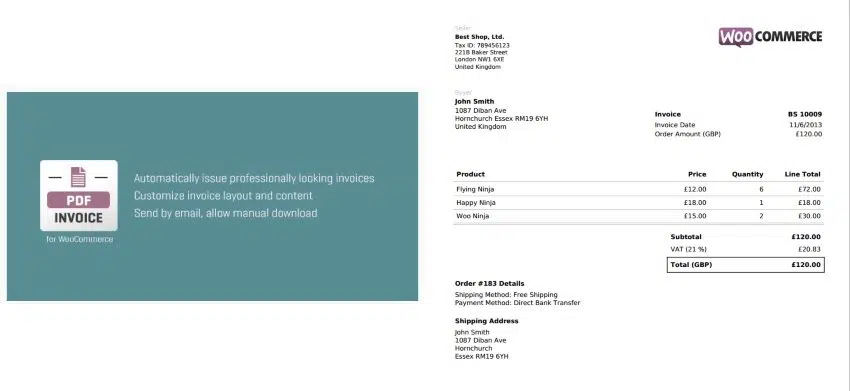 PDF
INVOICE
for WooCommerce
Automatically issue professionally looking invoices
Customize invoice layout and content
Send by email, allow manual download
Seller
Best Shop, Ltd.
Tax ID: 789456123
221B Baker Street
London NW1 6XE
United Kingdom
WOO COMMERCE
Buyer
John Smith
1087 Diban Ave
Hornchurch Essex RM19 6YH
United Kingdom
Invoice BS 10009
Invoice Date 11/6/2013
Order Amount (GBP) £120.00
Product Price Quantity Line Total
Flying Ninja £12.00 6 £72.00
Happy Ninja £18.00 1 £18.00
Woo Ninja £15.00 2 £30.00
Subtotal £120.00
VAT (21 %) £20.83
Total (GBP) £120.00
Order #183 Details
Shipping Method: Free Shipping
Payment Method: Direct Bank Transfer
Shipping Address
John Smith
1087 Diban Ave
Hornchurch
Essex RM19 6YH